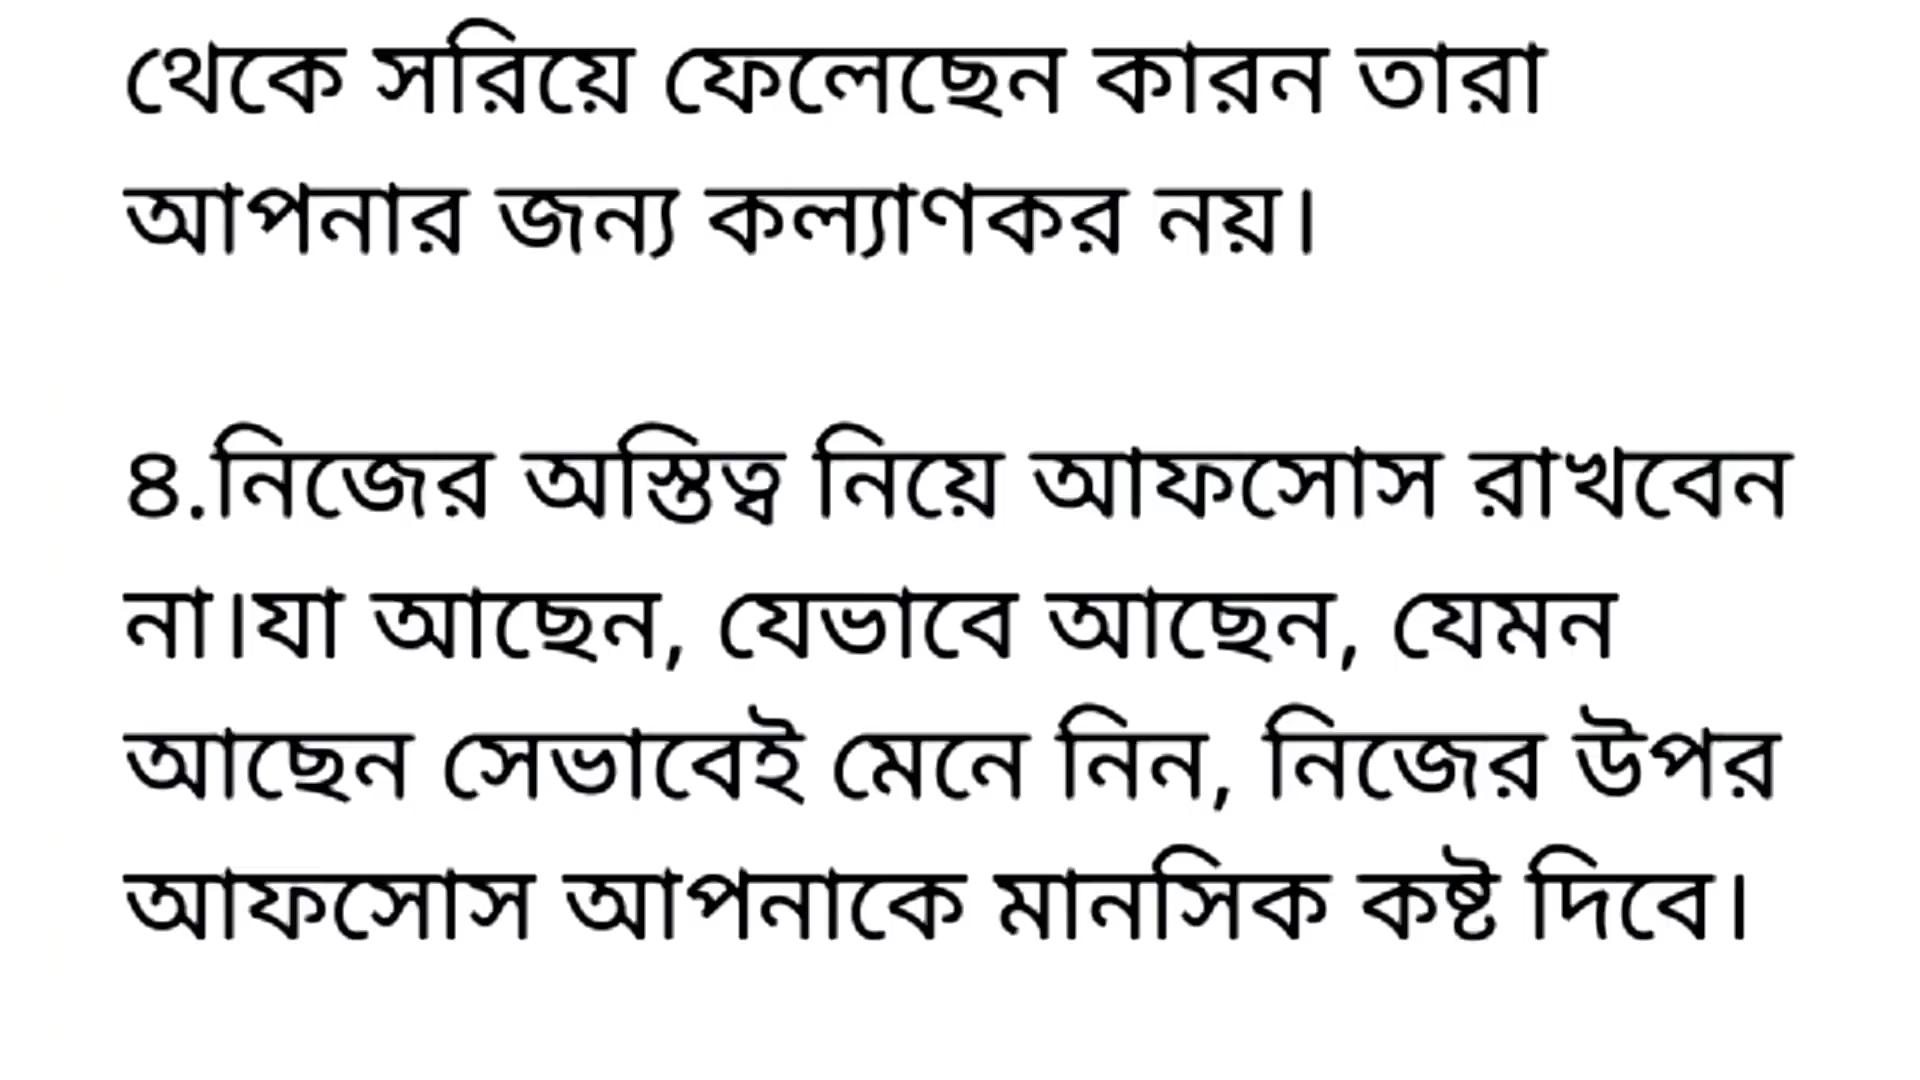 থেকে সরিয়ে ফেলেছেন কারন তারা
আপনার জন্য কল্যাণকর নয়।
৪.নিজের অস্তিত্ব নিয়ে আফসোস রাখবেন
না।যা আছেন, যেভাবে আছেন, যেমন
আছেন সেভাবেই মেনে নিন, নিজের উপর
আফসোস আপনাকে মানসিক কষ্ট দিবে।